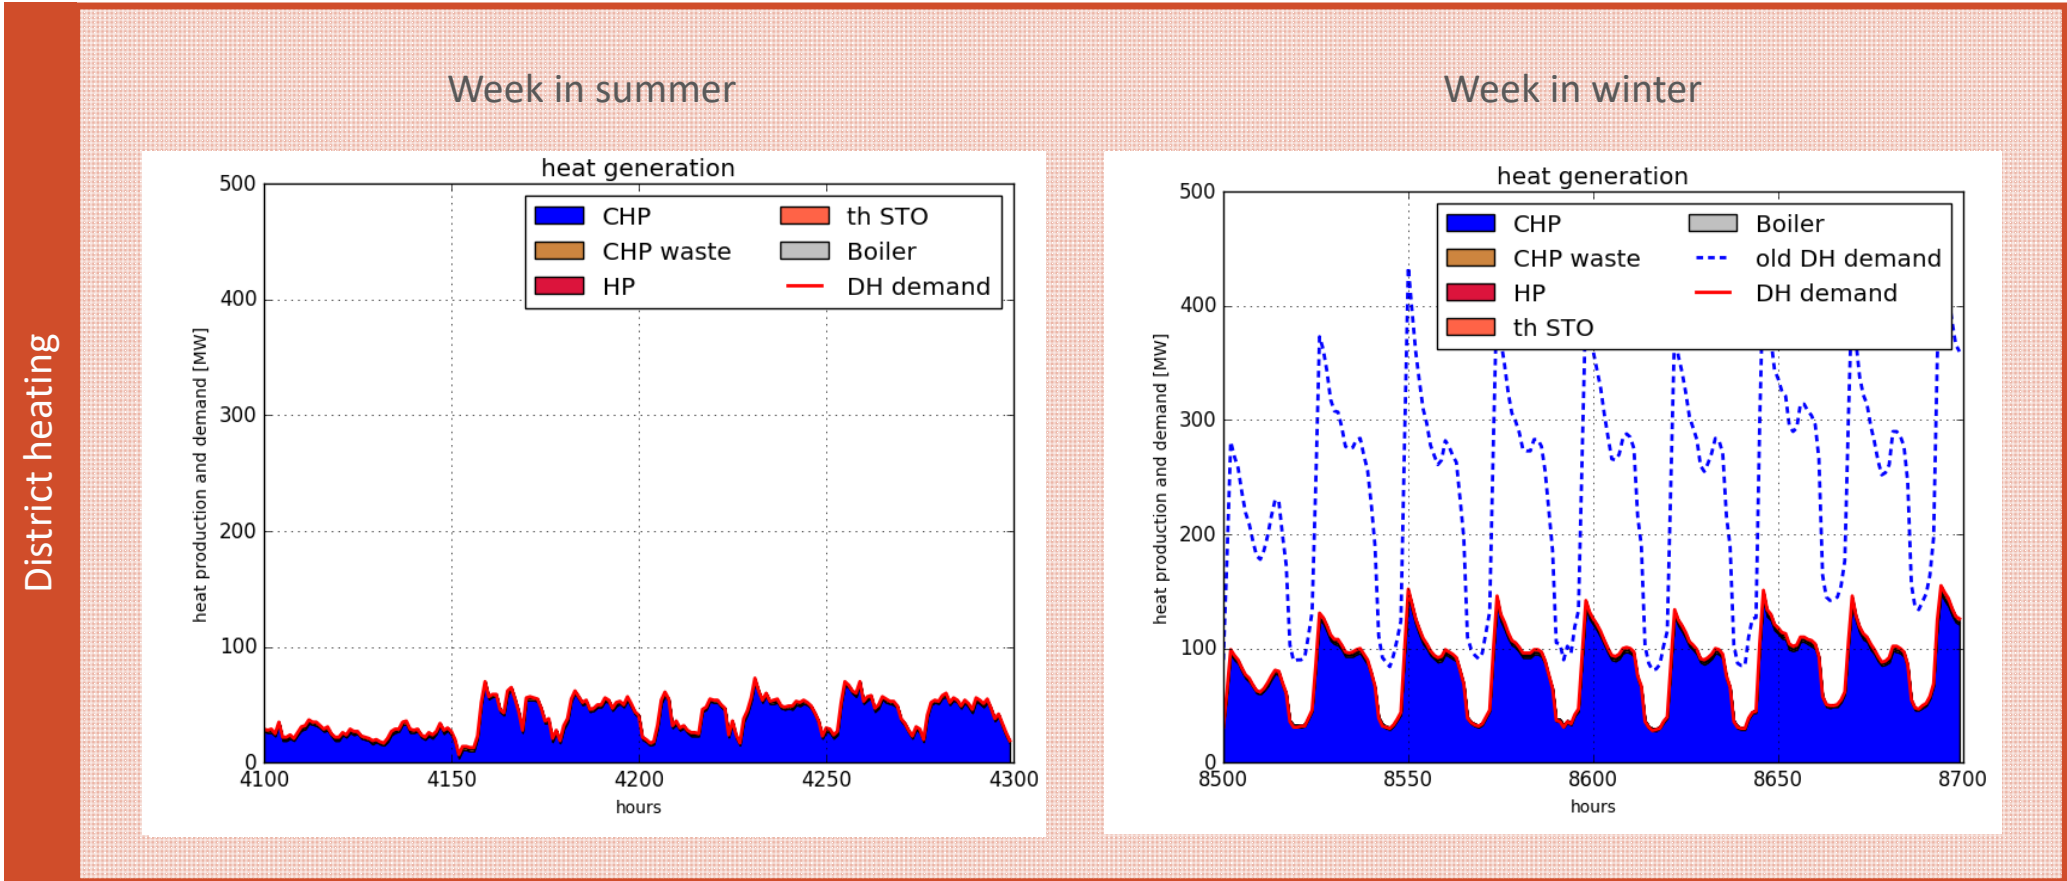 District heating
Week in summer
Week in winter
heat generation
CHP
CHP waste
HP
th STO
Boiler
DH demand
heat production and demand [MW]
500
400
300
200
100
0
4100 4150 4200 4250 4300
hours
heat generation
CHP
CHP waste
HP
th STO
Boiler
old DH demand
DH demand
heat production and demand [MW]
500
400
300
200
100
0
8500 8550 8600 8650 8700
hours